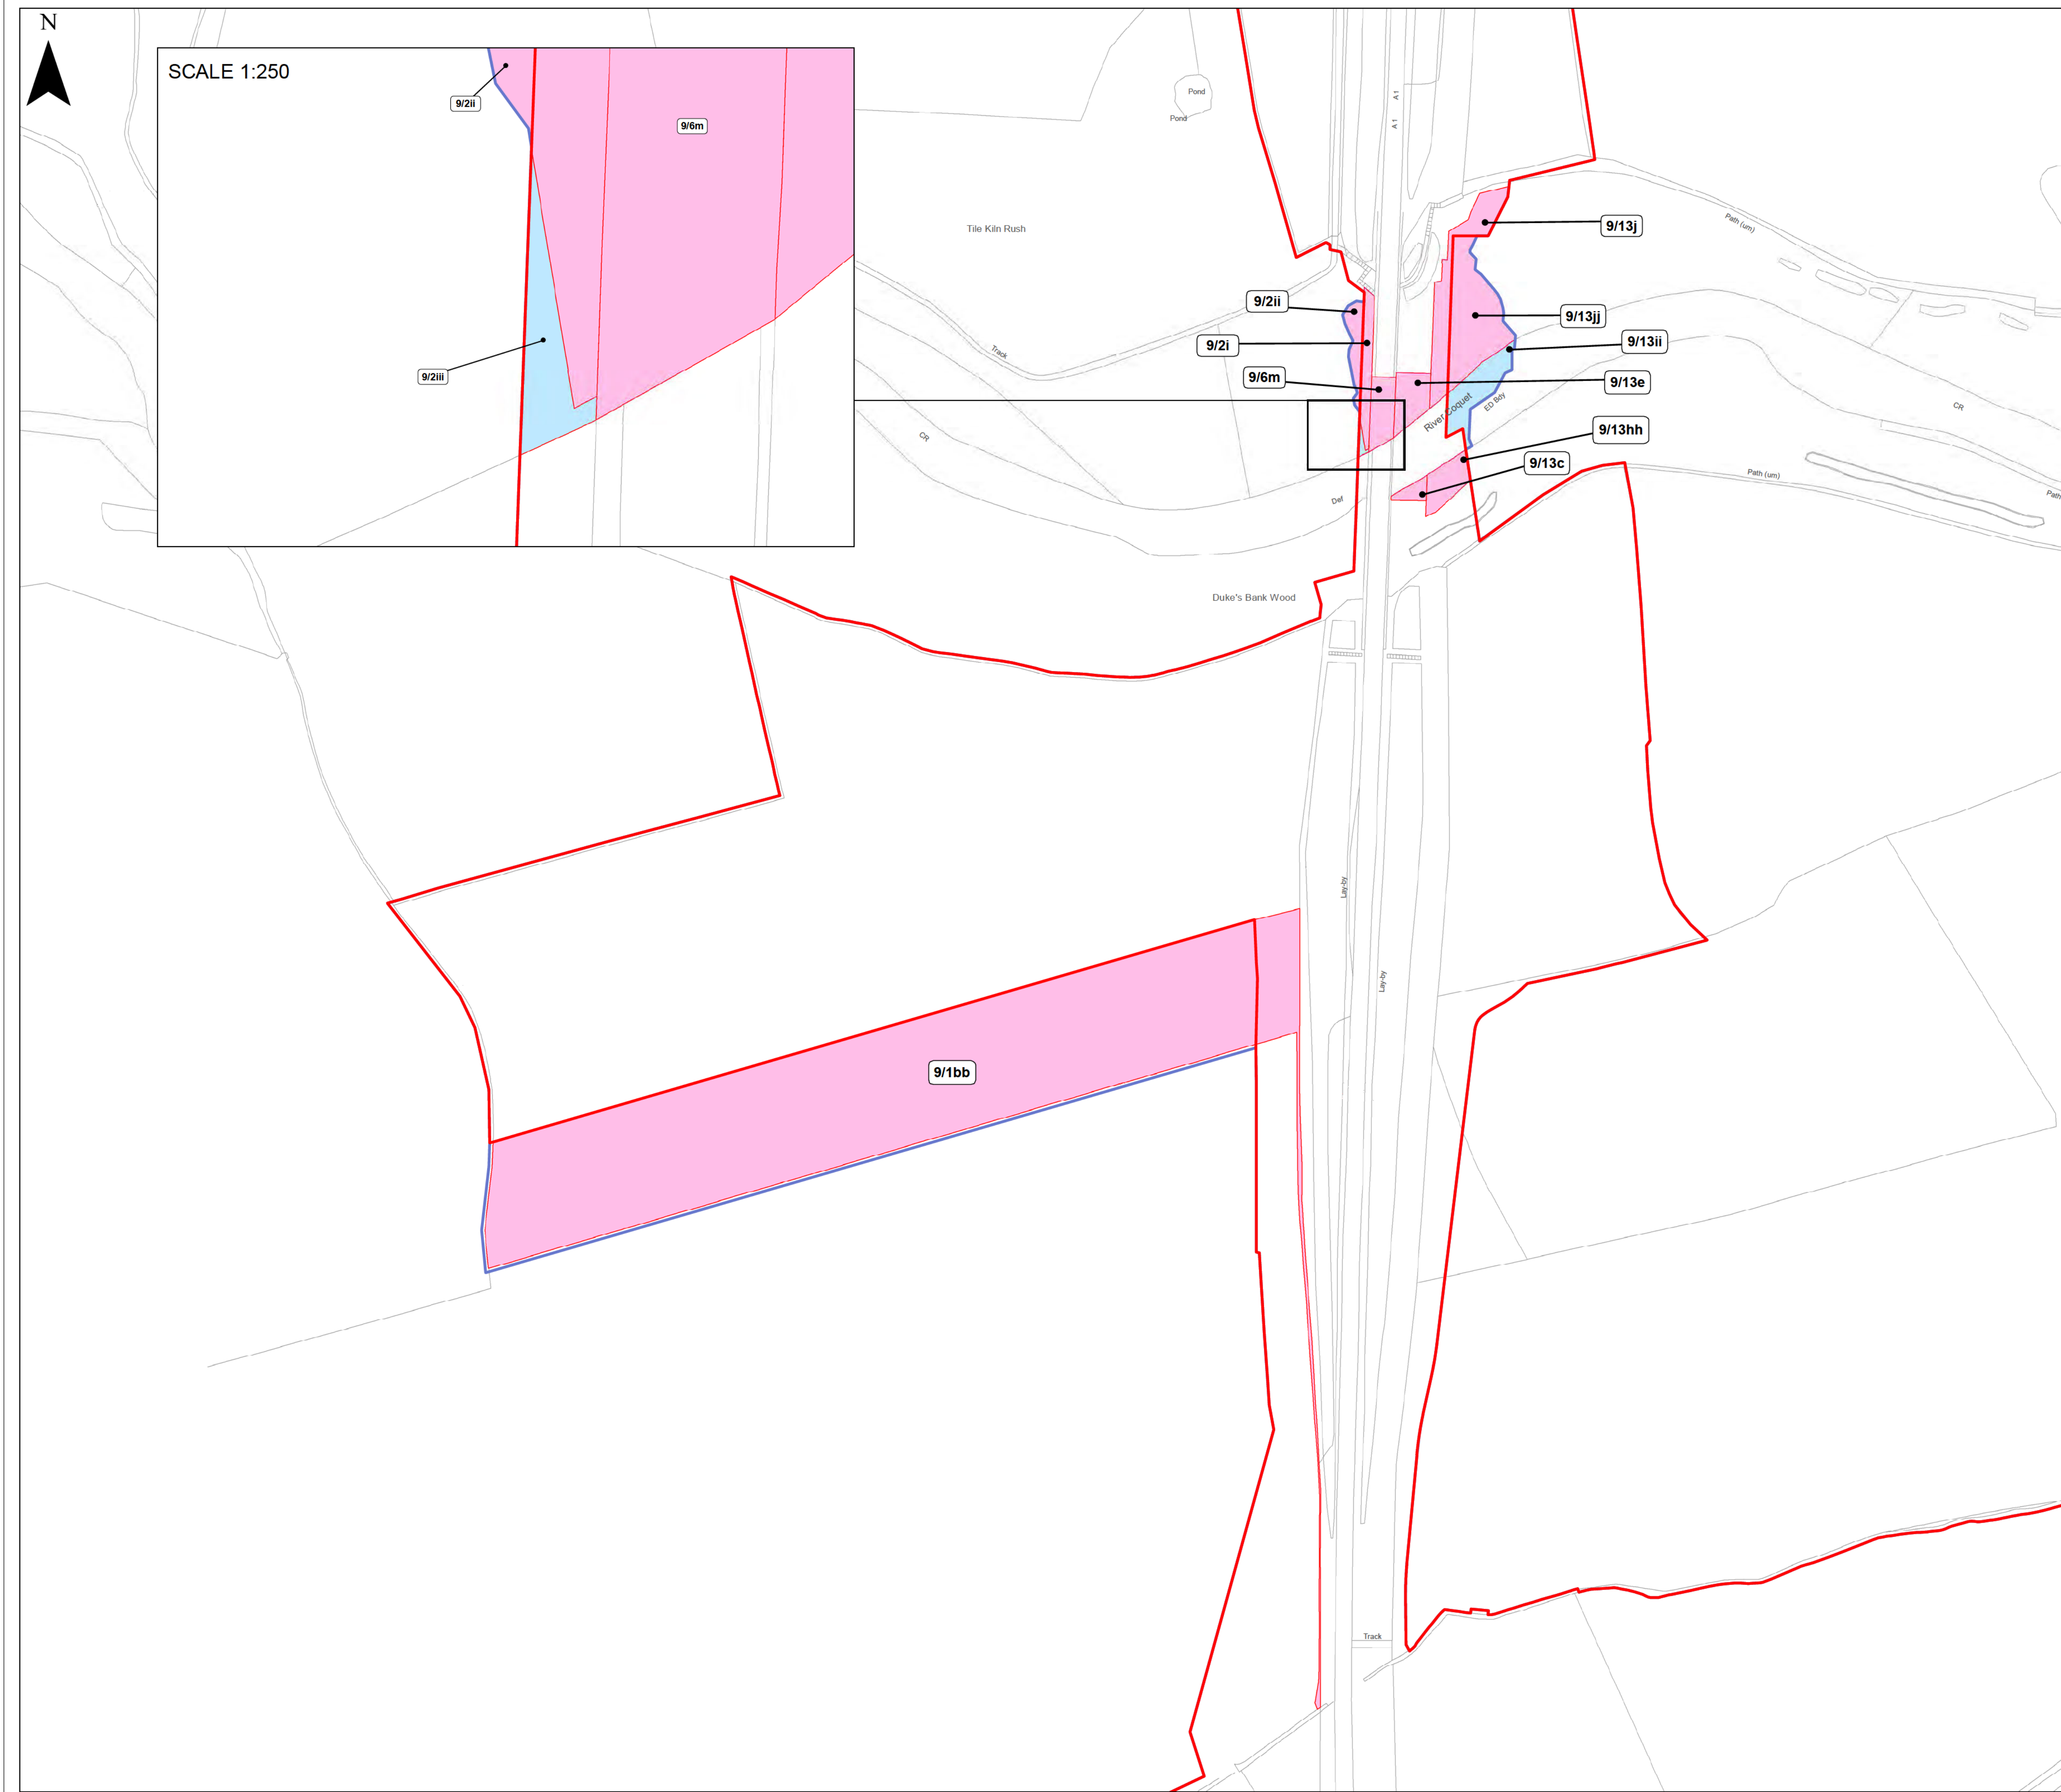 N
SCALE 1:250
9/2ii
9/6m
9/2iii
Pond
Pond
A 1
A 1
Tile Kiln Rush
Path (um)
9/13j
9/2ii
9/13jj
9/2i
9/13ii
Track
9/6m
9/13e
River Coquet
ED Bdy
CR
CR
9/13hh
9/13c
Path (um)
Path
Def
Duke's Bank Wood
Lay-by
Lay-by
9/1bb
Track